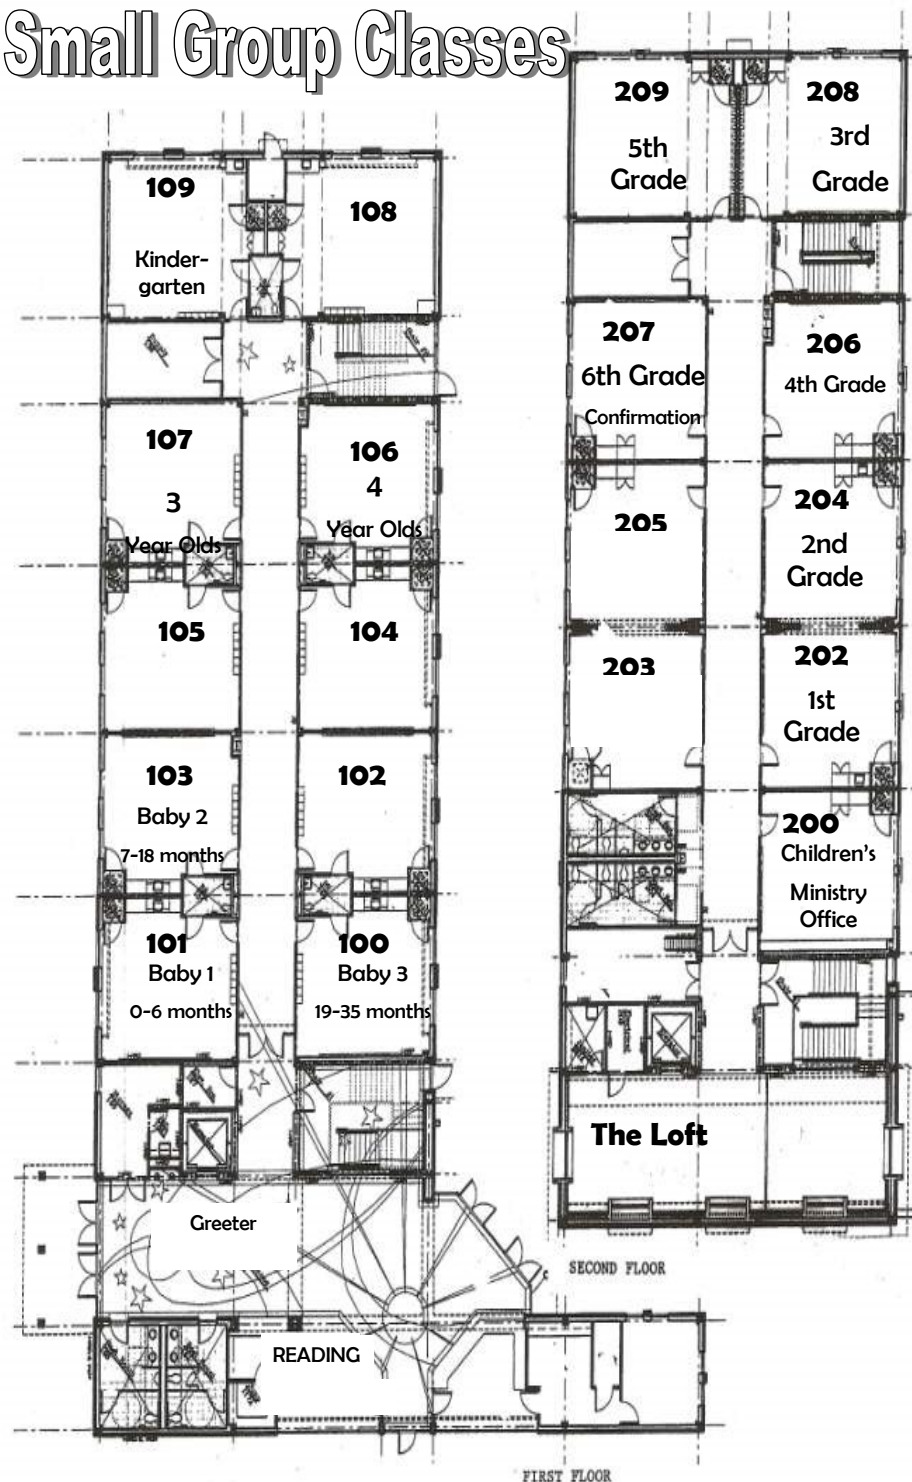 Small Group Classes
109
Kinder-
garten
108
107
3
Year Olds
106
4
Year Olds
105
104
103
Baby 2
7-18 months
102
101
Baby 1
0-6 months
100
Baby 3
19-35 months
Greeter
READING
FIRST FLOOR
209
5th
Grade
208
3rd
Grade
207
6th Grade
Confirmation
206
4th Grade
205
204
2nd
Grade
203
202
1st
Grade
200
Children's
Ministry
Office
The Loft
SECOND FLOOR